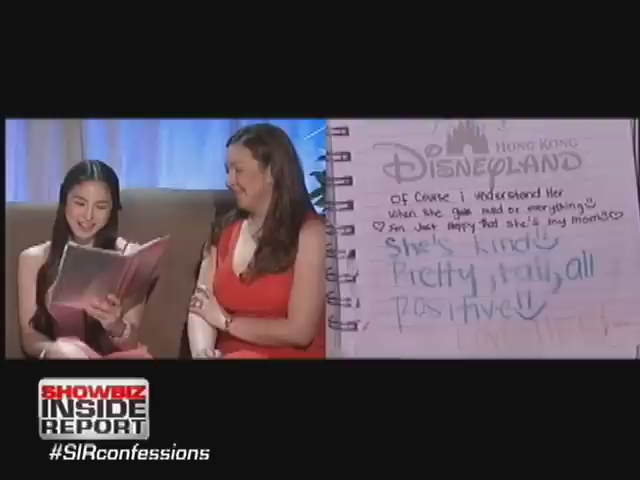 HONG KONG
DISNEYLAND
OF Course i understand Her
when she gets mad or everything
I'm Just Happy that she's my mom
She's Kind
Pretty, tall, all
Positive!!
SHOWBIZ
INSIDE
REPORT
#SIRconfessions